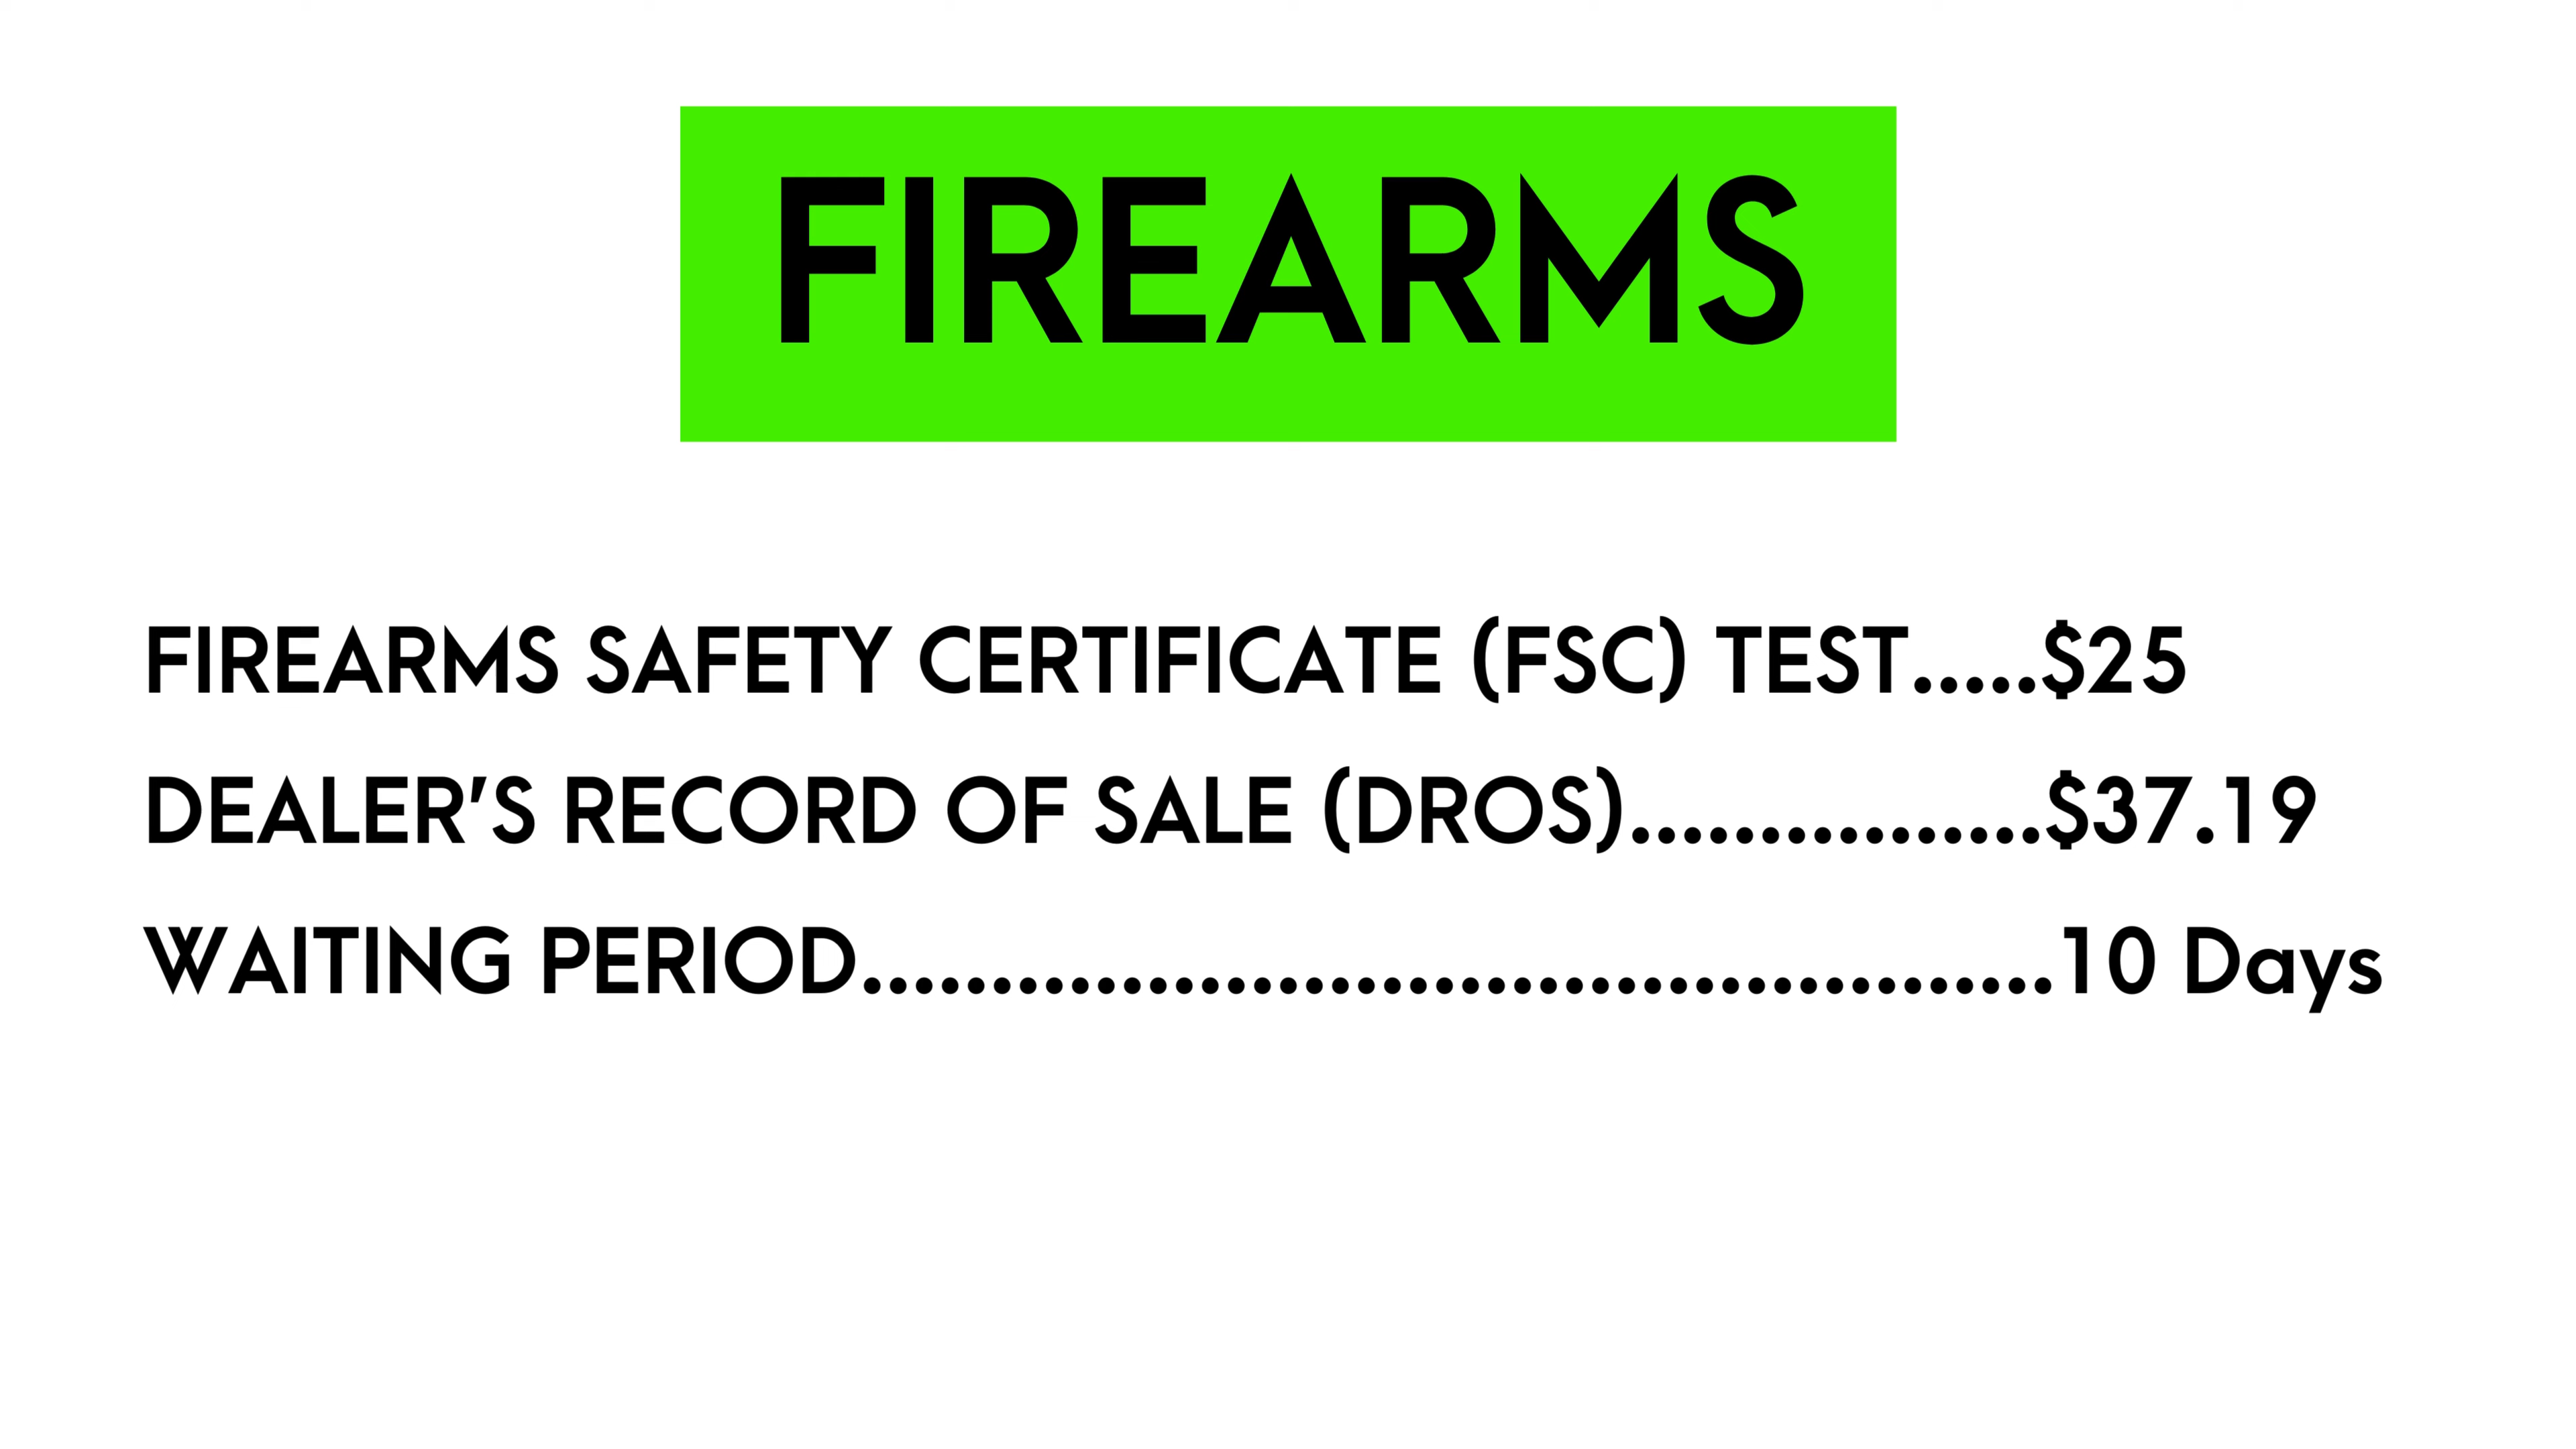 FIREARMS
FIREARMS SAFETY CERTIFICATE (FSC) TEST.....$25
DEALER’S RECORD OF SALE (DROS)................$37.19
WAITING PERIOD..............................................10 Days